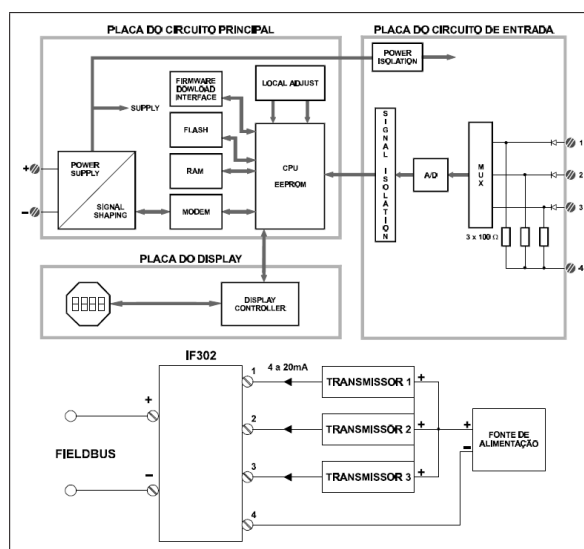 PLACA DO CIRCUITO PRINCIPAL
PLACA DO CIRCUITO DE ENTRADA
POWER
ISOLATION
FIRMWARE
DOWLOAD
INTERFACE
LOCAL ADJUST
SUPPLY
FLASH
RAM
MODEM
CPU
EEPROM
+
POWER
SUPPLY
SIGNAL
SHAPING
−
SIGNAL ISOLATION
A/D
MUX
1
2
3
3 x 100 Ω
4
PLACA DO DISPLAY
DISPLAY
CONTROLLER
IF302
4 a 20mA
1
TRANSMISSOR 1
+
+
2
TRANSMISSOR 2
+
+
−
FONTE DE
ALIMENTAÇÃO
FIELDBUS
−
3
TRANSMISSOR 3
+
4